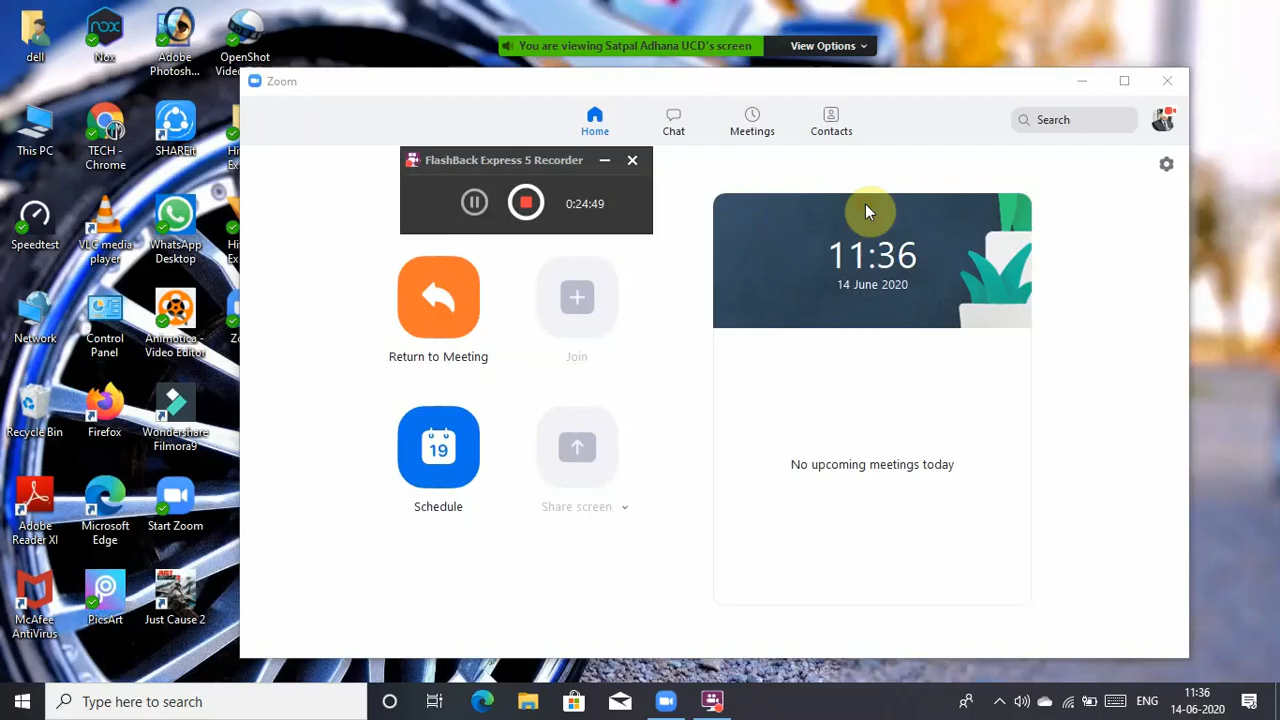 dell
Nox
Adobe
Photosh...
OpenShot
You are viewing Satpal Adhana UCD's screen
View Options
Zoom
Home
Chat
Meetings
Contacts
Search
This PC
TECH -
Chrome
SHAREit
FlashBack Express 5 Recorder
0:24:49
Speedtest
VLC media
player
WhatsApp
Desktop
11:36
14 June 2020
Network
Control
Panel
Animotica -
Video Editor
Return to Meeting
Join
Recycle Bin
Firefox
Wondershare
Filmora9
19
No upcoming meetings today
Schedule
Share screen
Adobe
Reader XI
Microsoft
Edge
Start Zoom
McAfee
AntiVirus
PicsArt
JUST CAUSE 2
Just Cause 2
Type here to search
ENG
11:36
14-06-2020